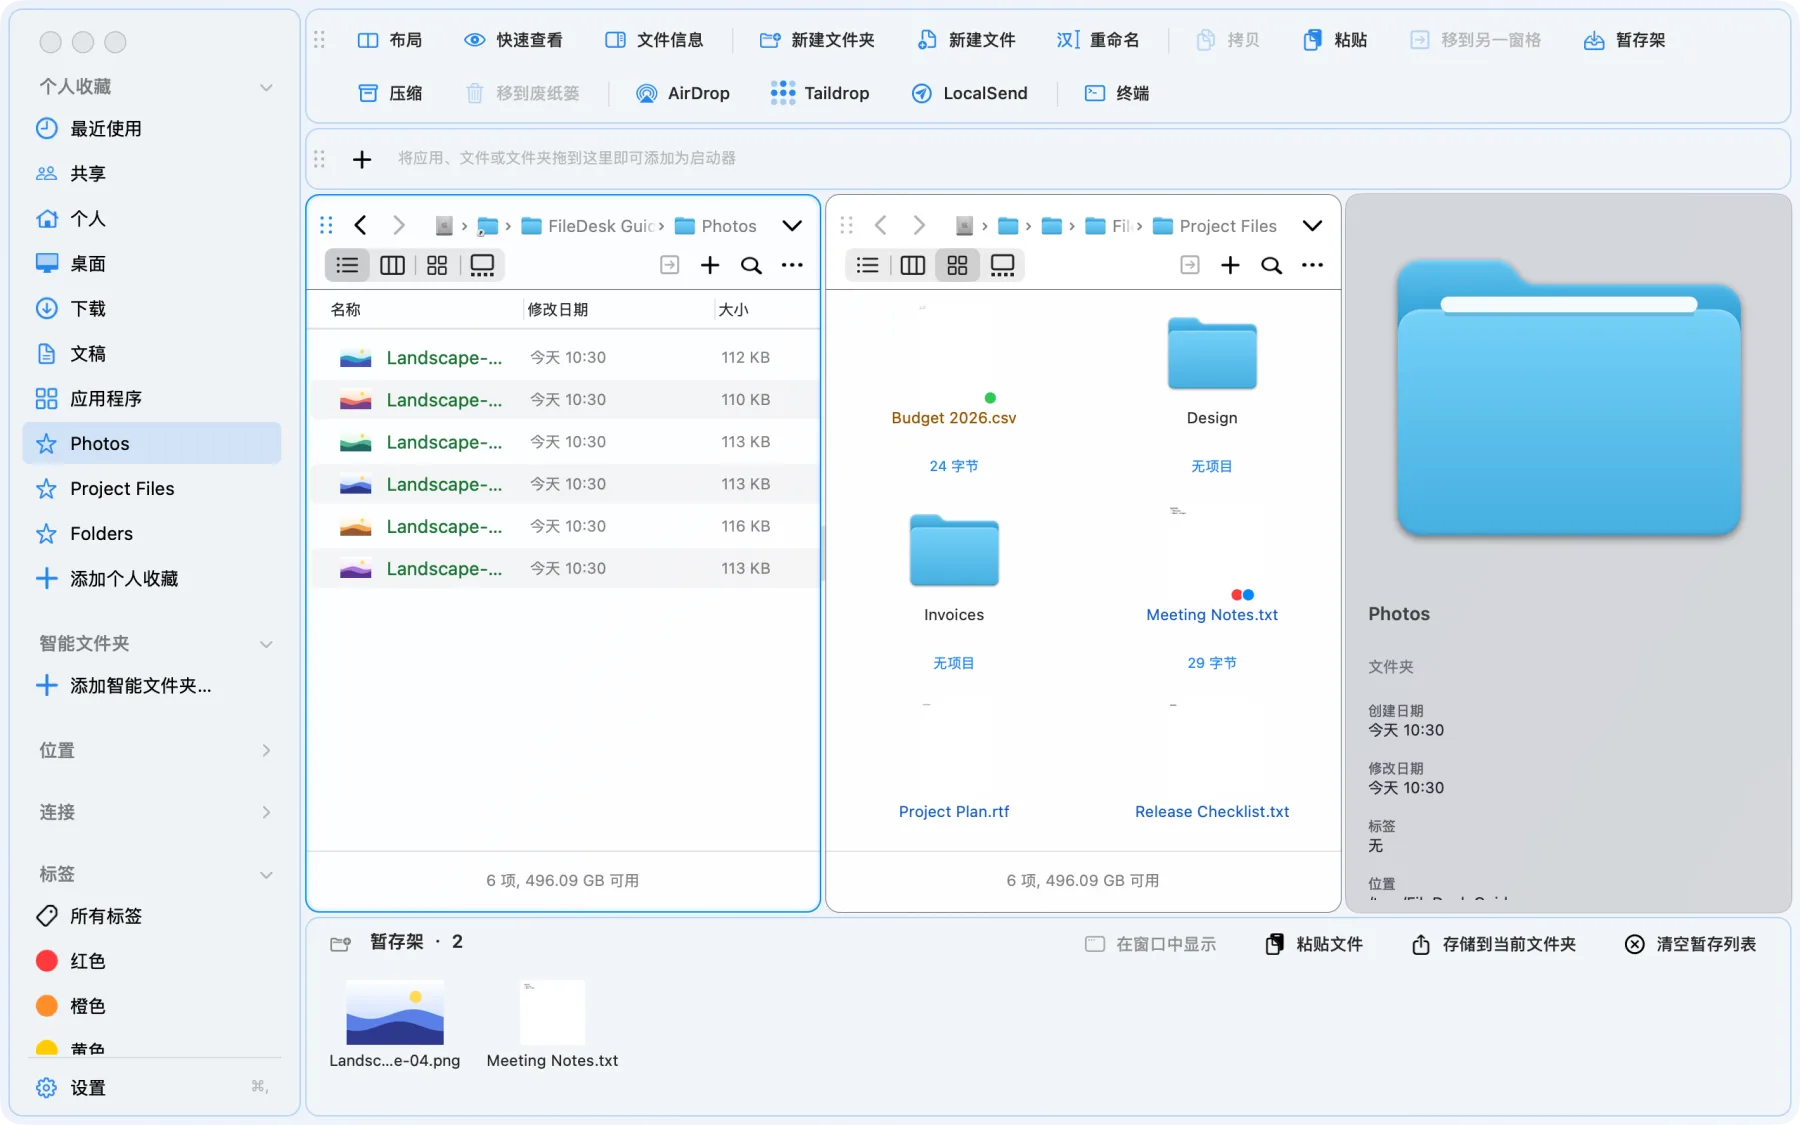 个人收藏
最近使用
共享
个人
桌面
下载
文稿
应用程序
Photos
Project Files
Folders
添加个人收藏
智能文件夹
添加智能文件夹...
位置
连接
标签
所有标签
红色
橙色
黄色
设置 ⌘,
布局 快速查看 文件信息 新建文件夹 新建文件 重命名 拷贝 粘贴 移到另一窗格 暂存架
压缩 移到废纸篓 AirDrop Taildrop LocalSend 终端
将应用、文件或文件夹拖到这里即可添加为启动器
FileDesk Guid Photos
名称 修改日期 大小
Landscape-... 今天 10:30 112 KB
Landscape-... 今天 10:30 110 KB
Landscape-... 今天 10:30 113 KB
Landscape-... 今天 10:30 113 KB
Landscape-... 今天 10:30 116 KB
Landscape-... 今天 10:30 113 KB
6 项, 496.09 GB 可用
Fil Project Files
Budget 2026.csv Design
24 字节 无项目
Invoices Meeting Notes.txt
无项目 29 字节
Project Plan.rtf Release Checklist.txt
6 项, 496.09 GB 可用
Photos
文件夹
创建日期
今天 10:30
修改日期
今天 10:30
标签
无
位置
暂存架 · 2 在窗口中显示 粘贴文件 存储到当前文件夹 清空暂存列表
Landsc...e-04.png Meeting Notes.txt